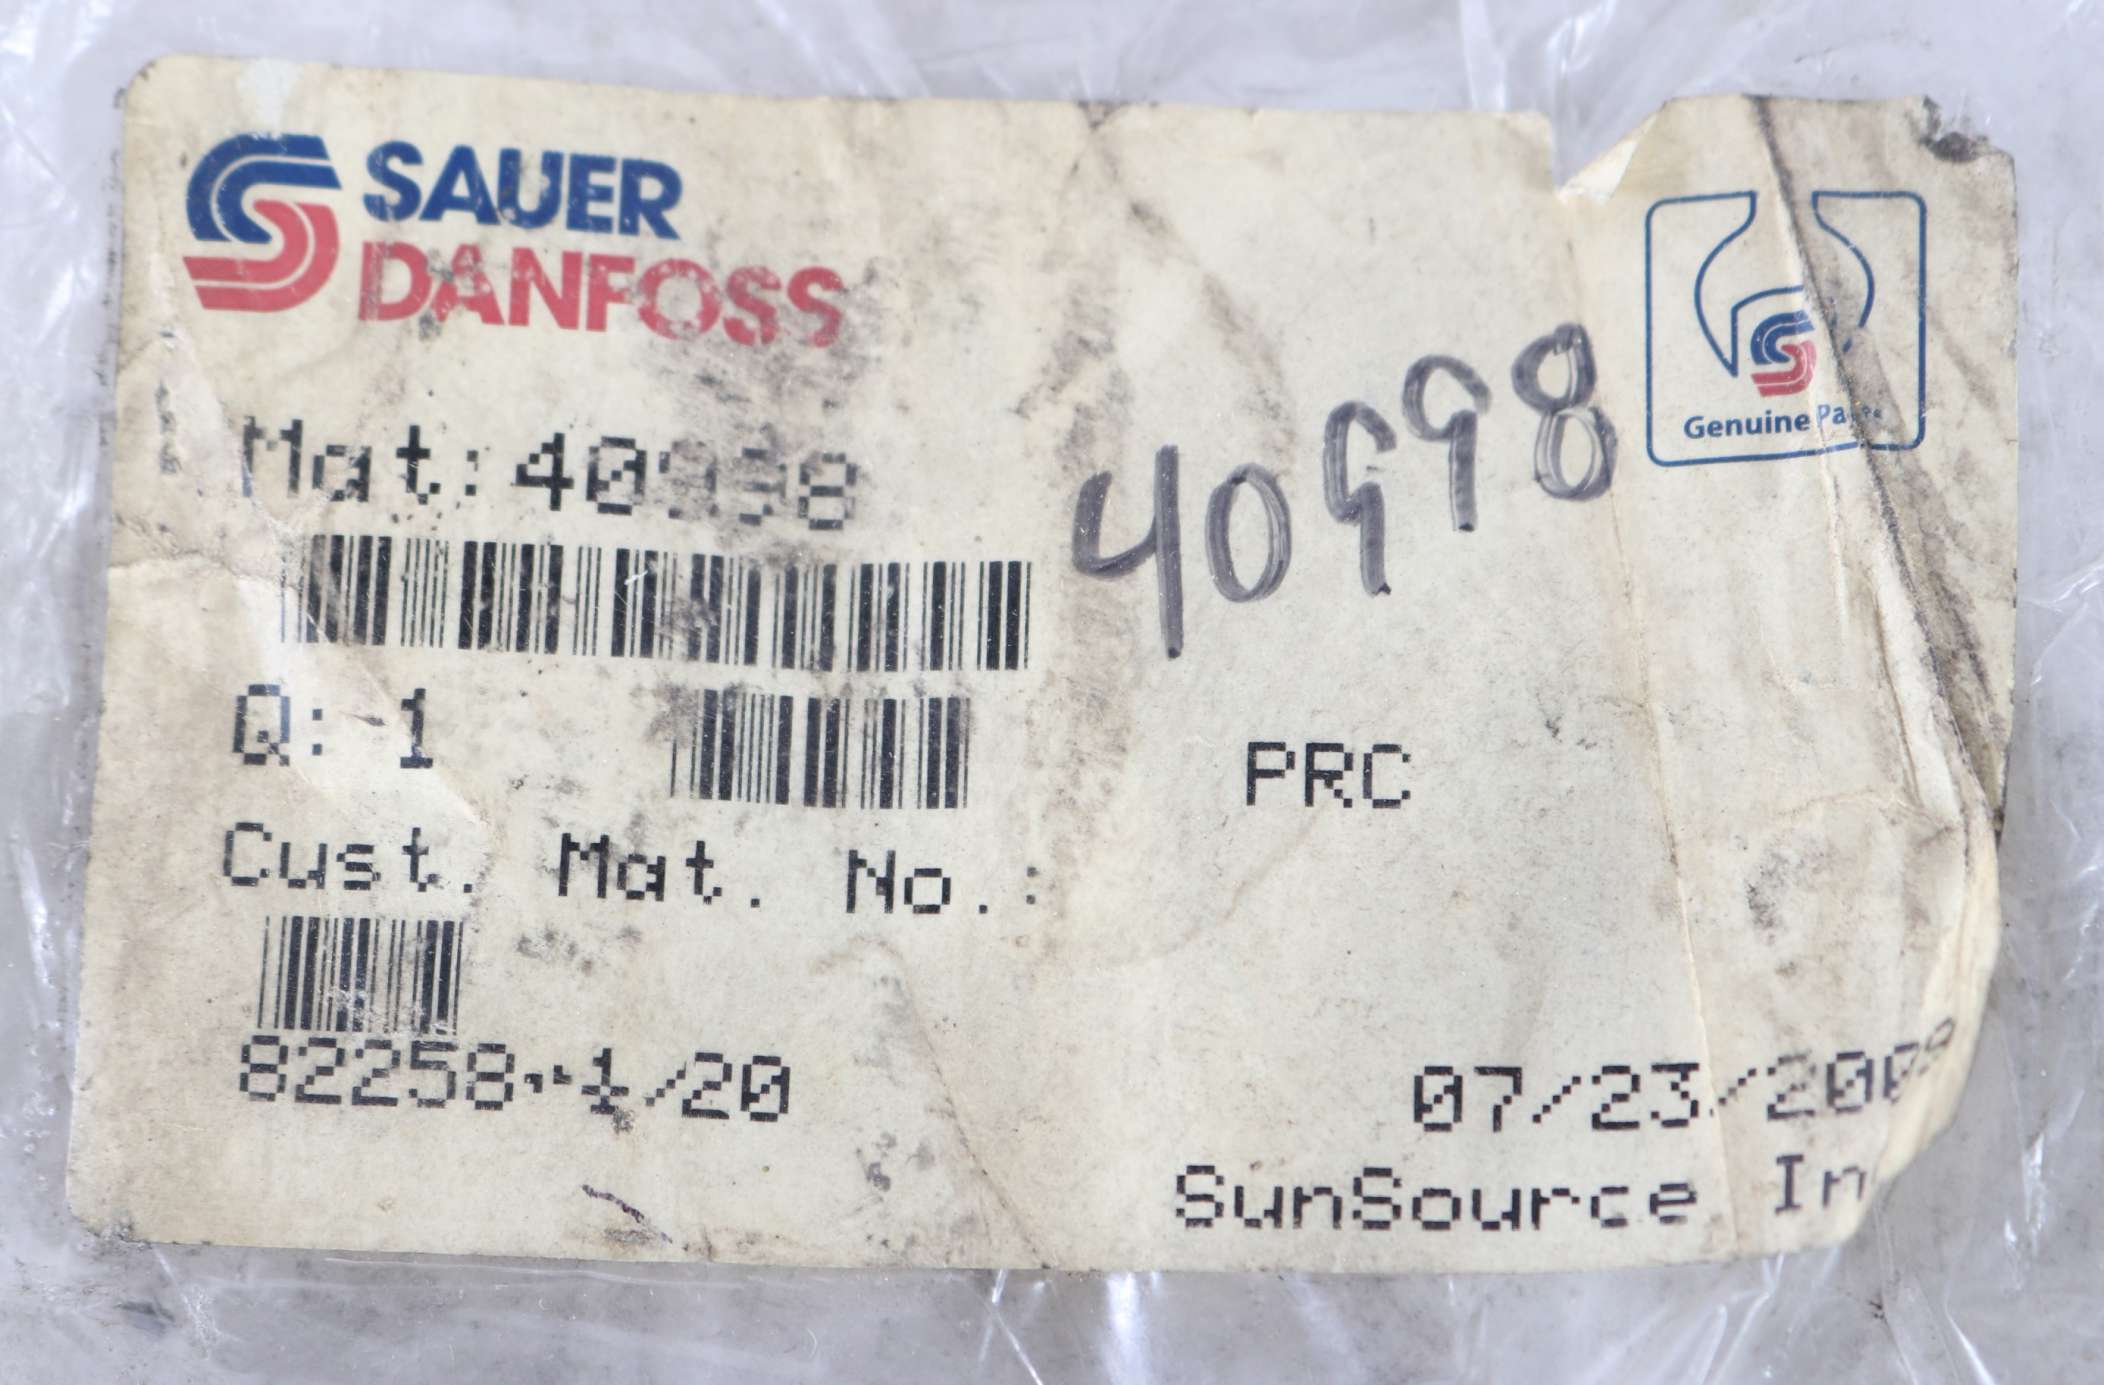 SAUER
DANFOSS
Genuine Parts
Mat: 40998
40998
Q: 1
PRC
Cust. Mat. No.:
82258 1/20
07/23/2009
SunSource In